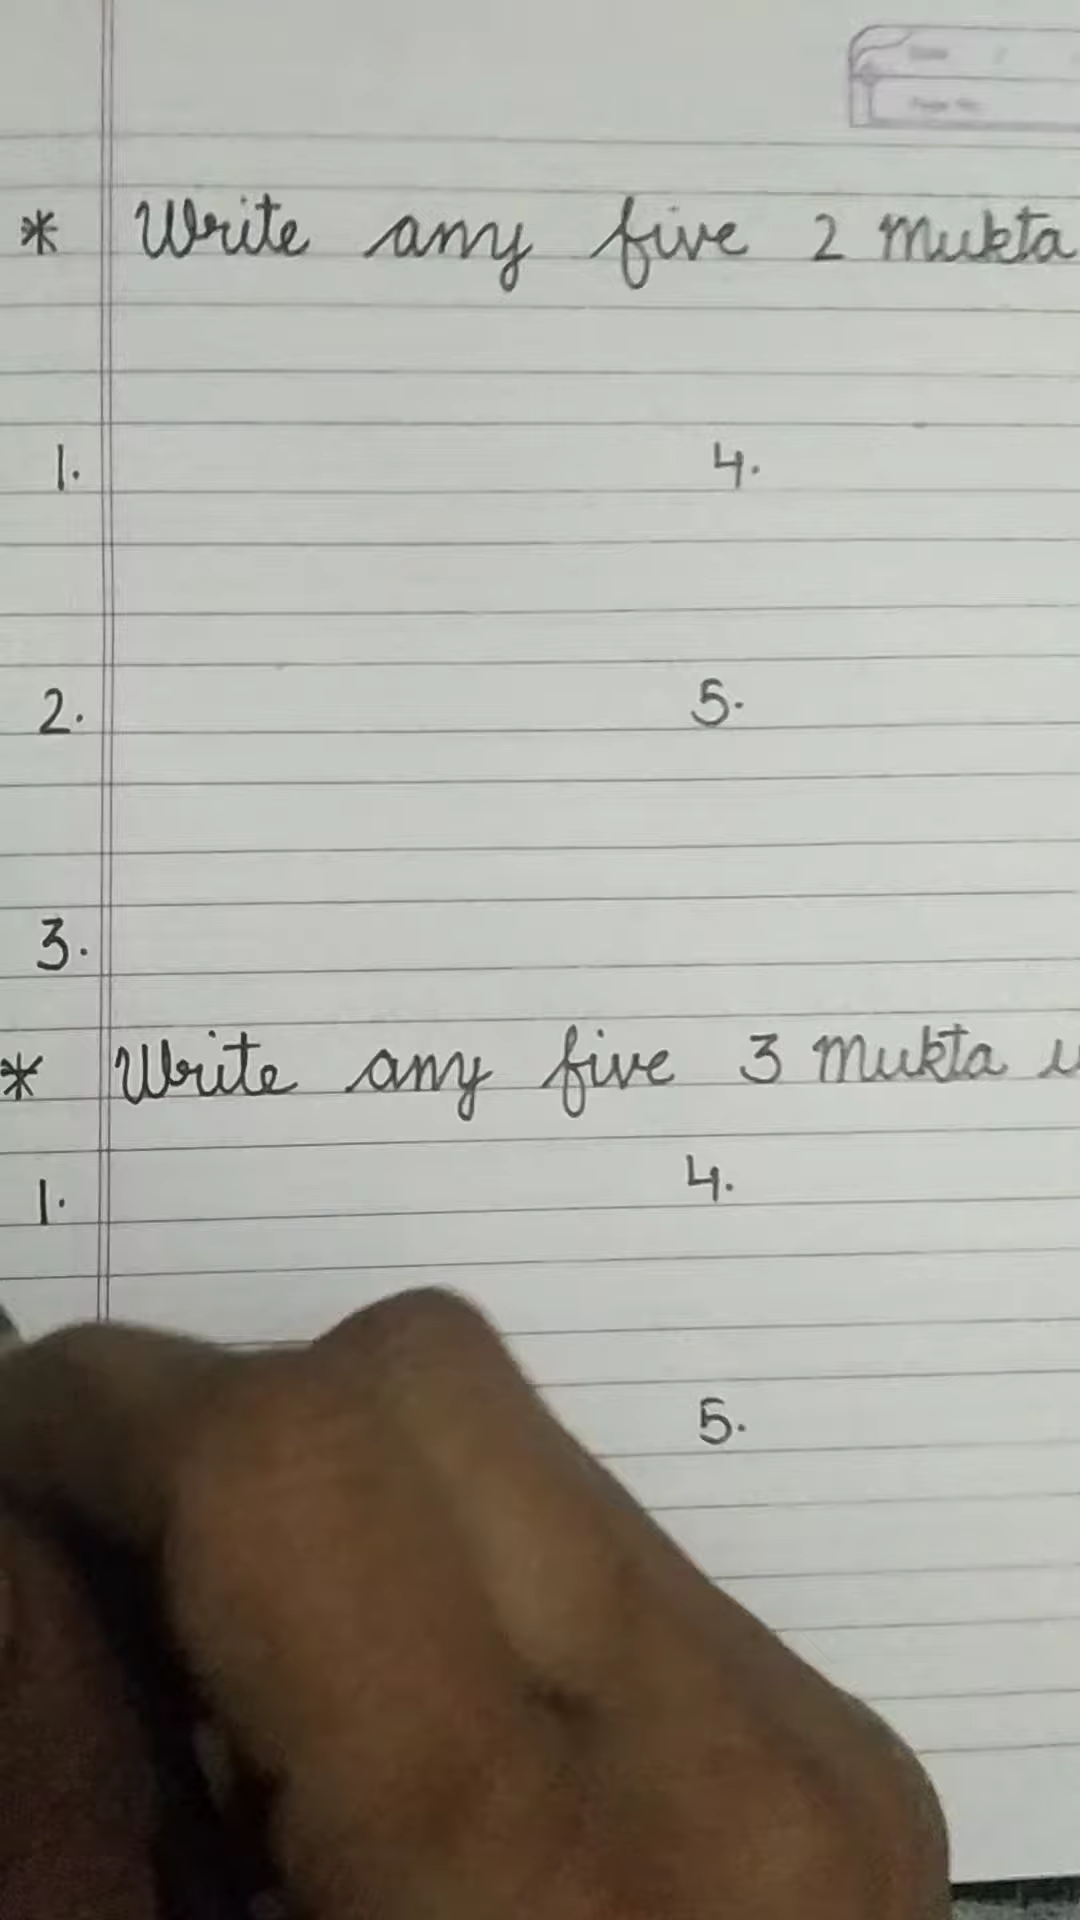 * Write any five 2 Mukta
1. 4.
2. 5.
3.
* Write any five 3 Mukta
1. 4.
5.